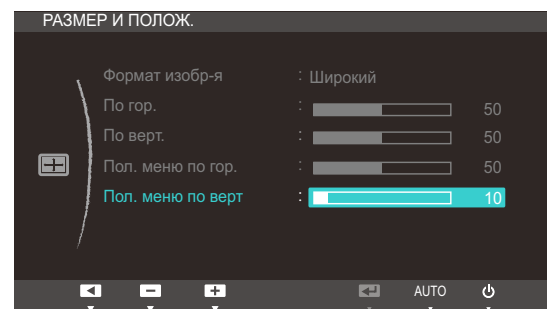 РАЗМЕР И ПОЛОЖ.
Формат изобр-я : Широкий
По гор. : 50
По верт. : 50
Пол. меню по гор. : 50
Пол. меню по верт : 10
AUTO